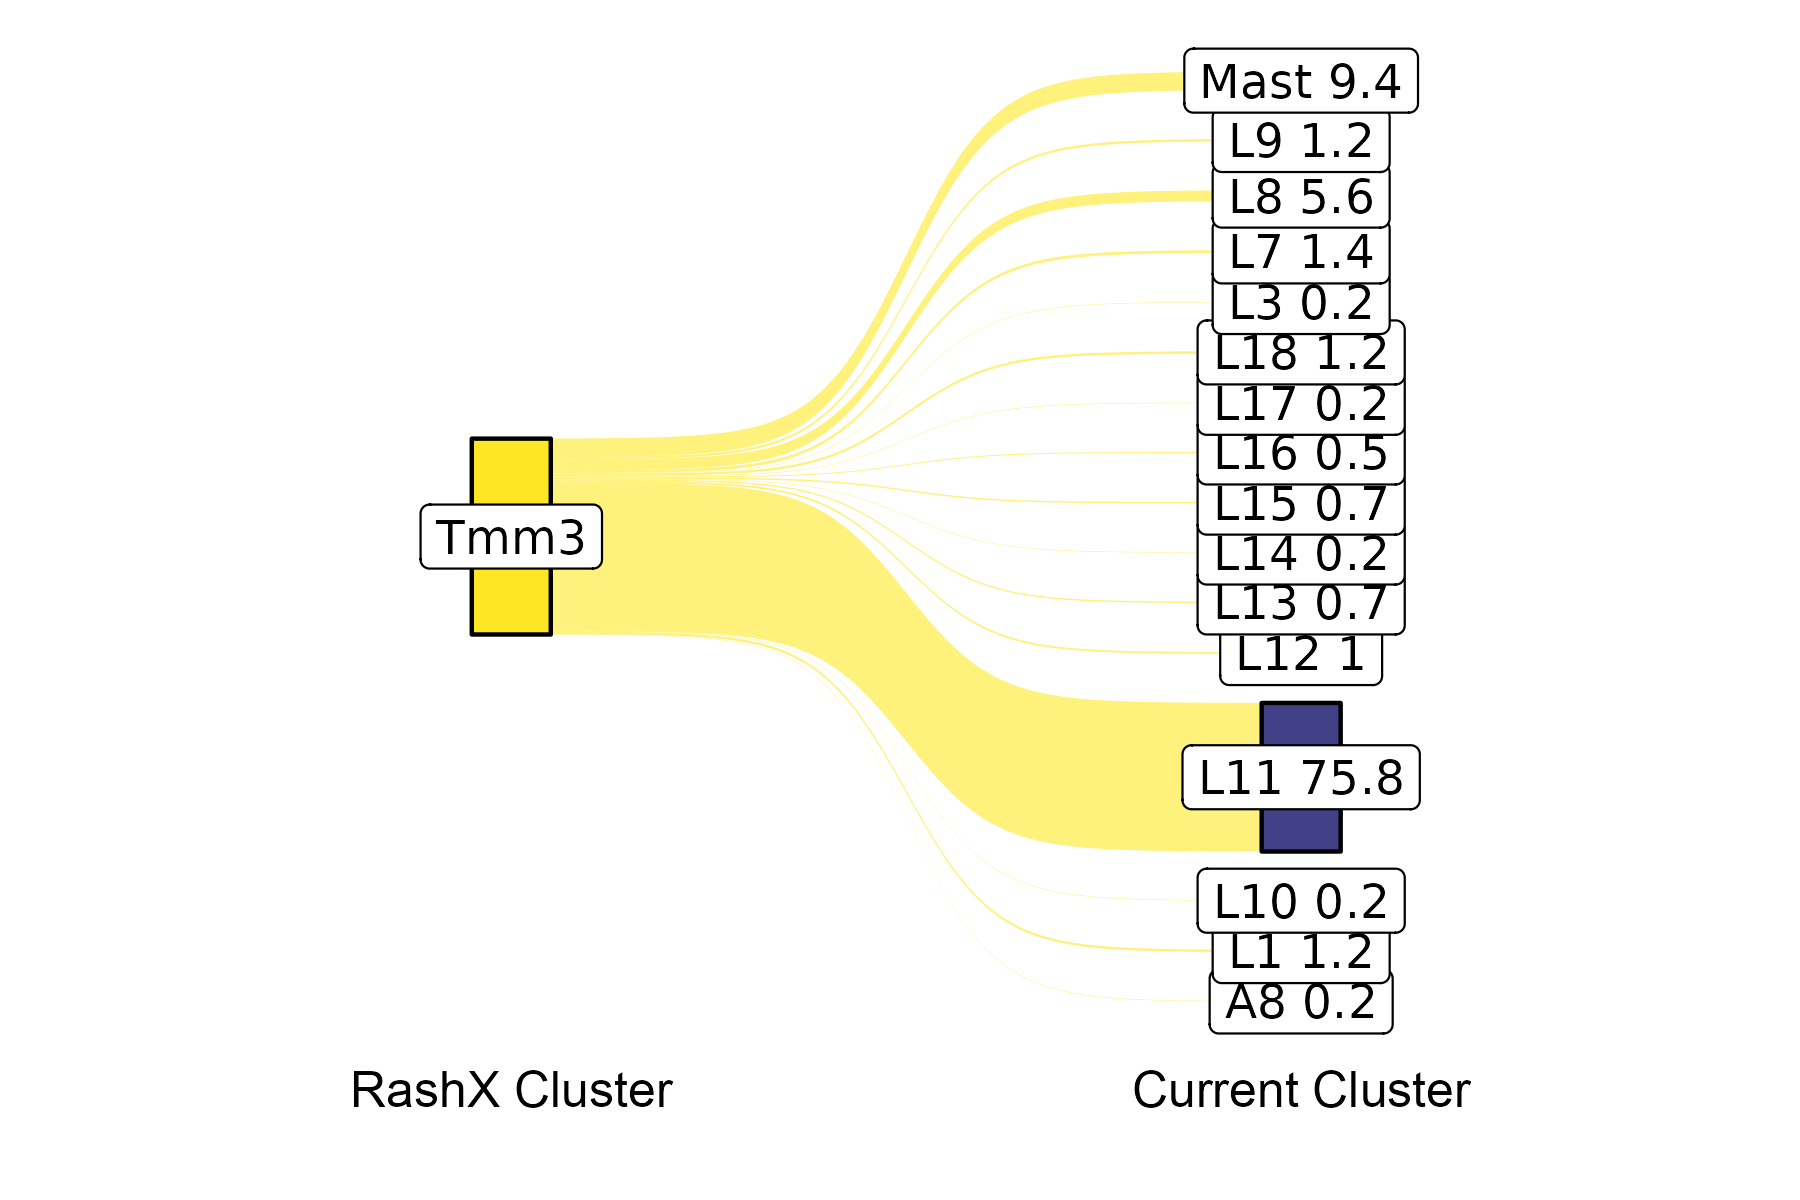 Mast 9.4
L9 1.2
L8 5.6
L7 1.4
L3 0.2
L18 1.2
L17 0.2
L16 0.5
L15 0.7
L14 0.2
L13 0.7
L12 1
Tmm3
L11 75.8
L10 0.2
L1 1.2
A8 0.2
RashX Cluster
Current Cluster